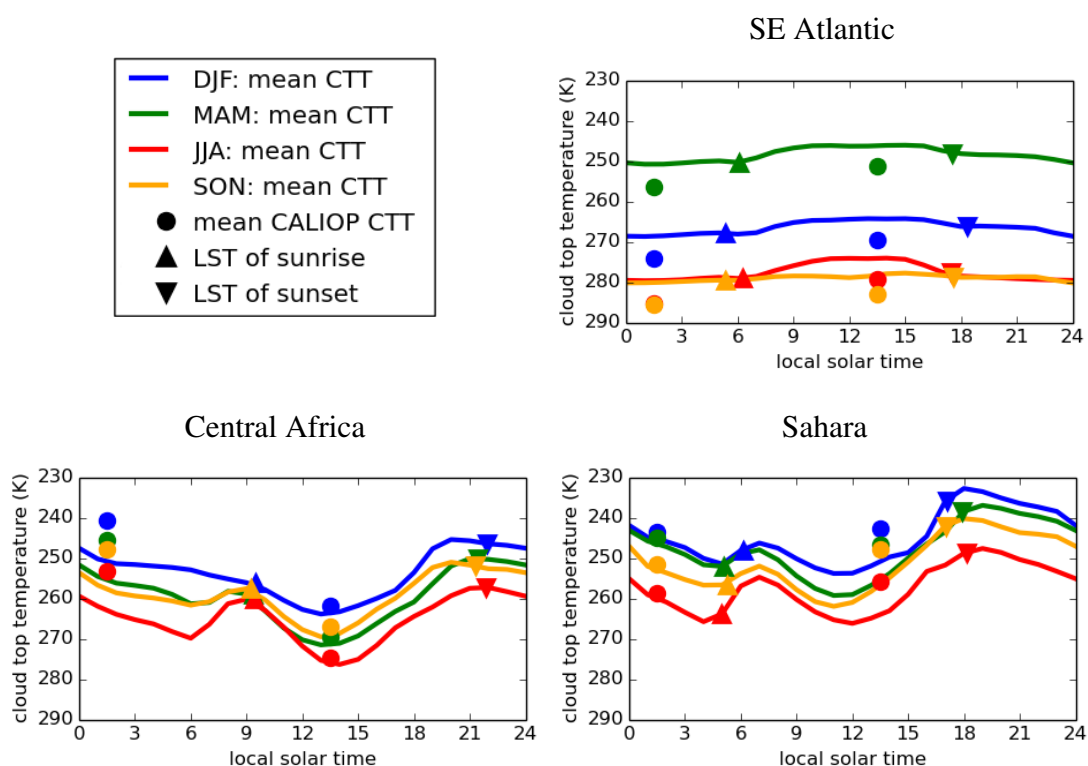 DJF: mean CTT
MAM: mean CTT
JJA: mean CTT
SON: mean CTT
mean CALIOP CTT
LST of sunrise
LST of sunset
SE Atlantic
cloud top temperature (K)
230
240
250
260
270
280
290
0 3 6 9 12 15 18 21 24
local solar time
Central Africa
cloud top temperature (K)
230
240
250
260
270
280
290
0 3 6 9 12 15 18 21 24
local solar time
Sahara
cloud top temperature (K)
230
240
250
260
270
280
290
0 3 6 9 12 15 18 21 24
local solar time